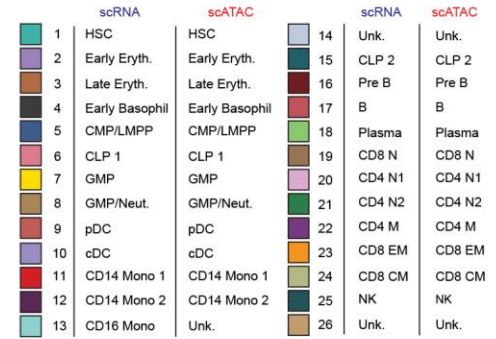 scRNA scATAC
1 HSC HSC
2 Early Eryth. Early Eryth.
3 Late Eryth. Late Eryth.
4 Early Basophil Early Basophil
5 CMP/LMPP CMP/LMPP
6 CLP 1 CLP 1
7 GMP GMP
8 GMP/Neut. GMP/Neut.
9 pDC pDC
10 cDC cDC
11 CD14 Mono 1 CD14 Mono 1
12 CD14 Mono 2 CD14 Mono 2
13 CD16 Mono Unk.
scRNA scATAC
14 Unk. Unk.
15 CLP 2 CLP 2
16 Pre B Pre B
17 B B
18 Plasma Plasma
19 CD8 N CD8 N
20 CD4 N1 CD4 N1
21 CD4 N2 CD4 N2
22 CD4 M CD4 M
23 CD8 EM CD8 EM
24 CD8 CM CD8 CM
25 NK NK
26 Unk. Unk.